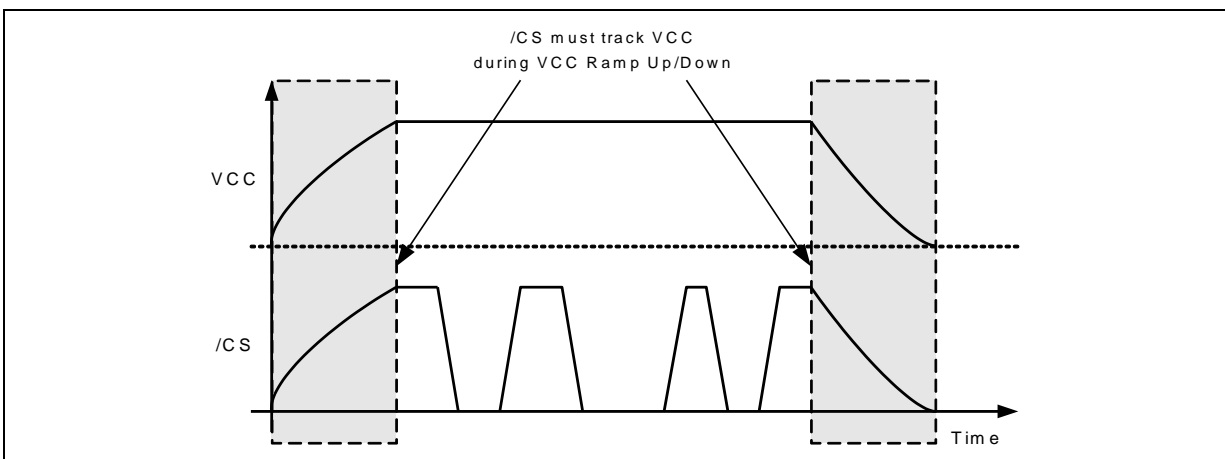 /CS must track VCC
during VCC Ramp Up/Down
VCC
/CS
Time